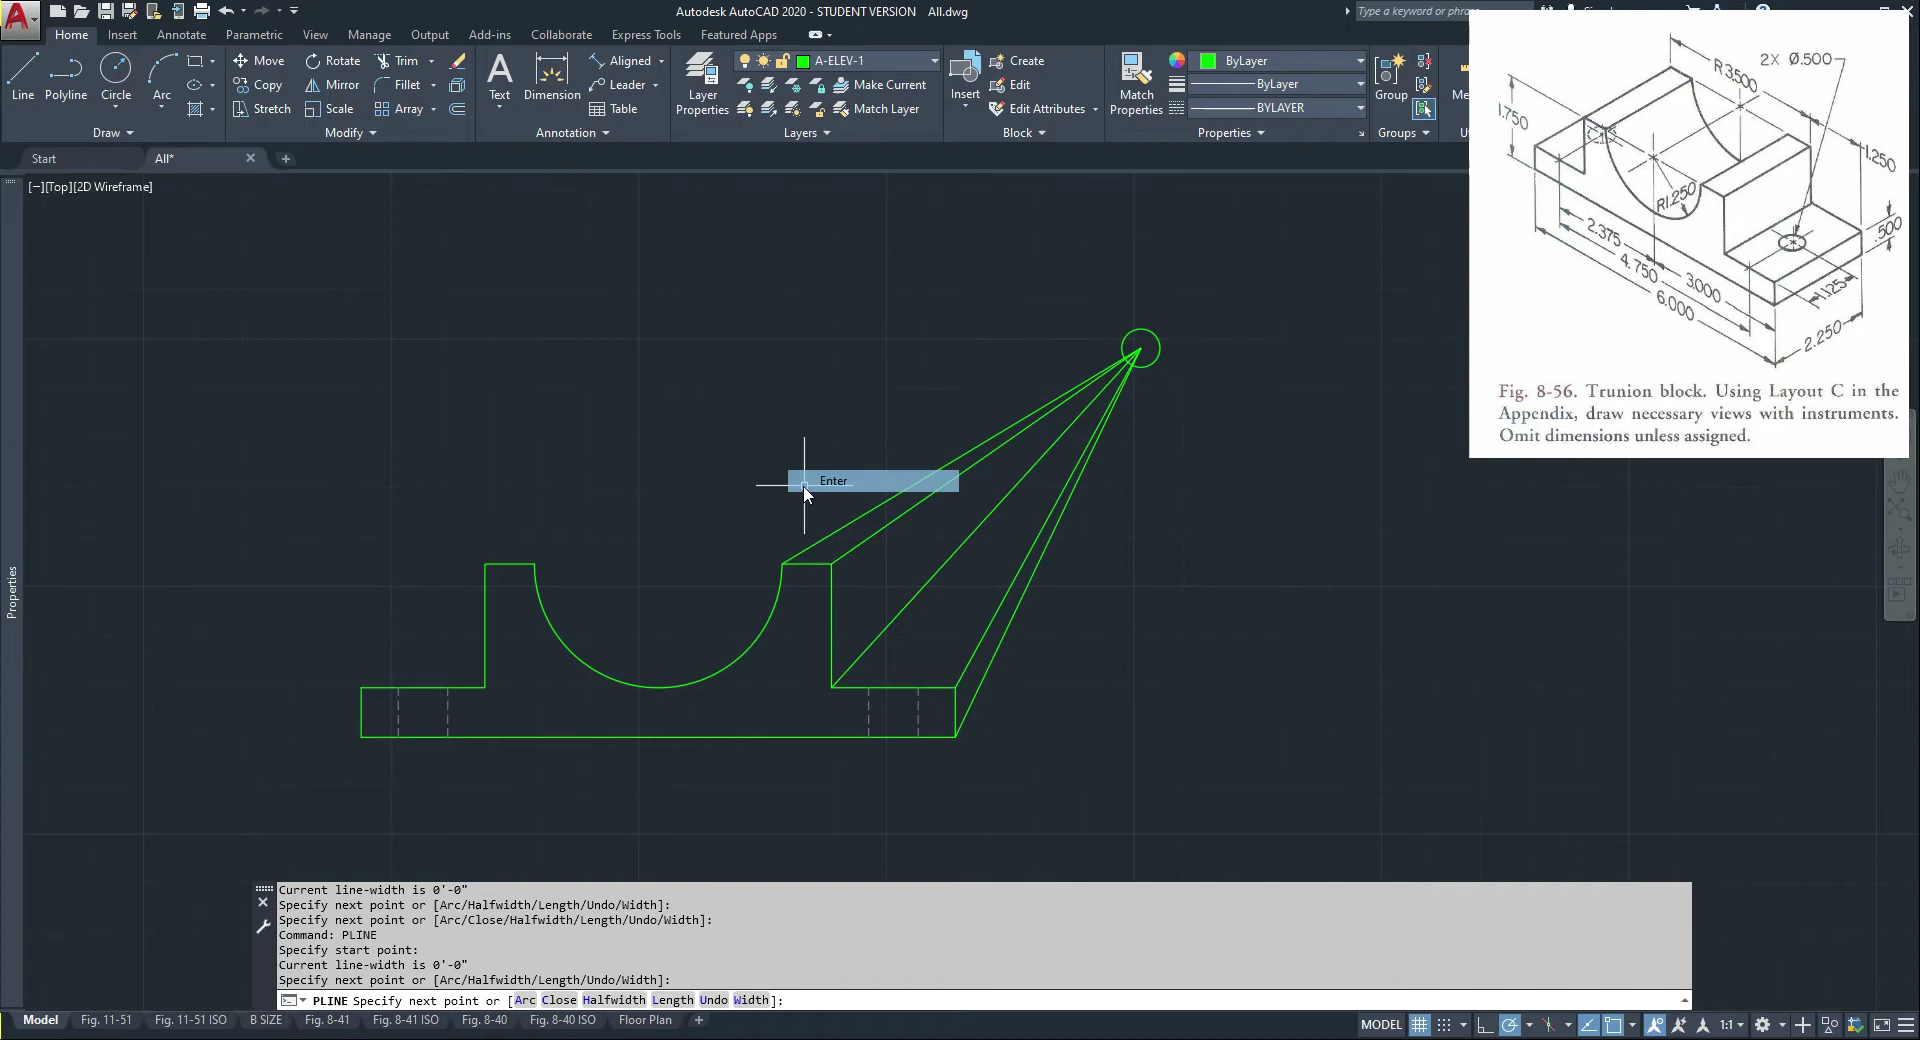 Autodesk AutoCAD 2020 - STUDENT VERSION All.dwg
Type a keyword or phrase
Home Insert Annotate Parametric View Manage Output Add-ins Collaborate Express Tools Featured Apps
Line Polyline Circle Arc
Move Rotate Trim
Copy Mirror Fillet
Stretch Scale Array
Text Dimension
Aligned
Leader
Table
Layer Properties
A-ELEV-1
Make Current
Match Layer
Insert
Create
Edit
Edit Attributes
Match Properties
ByLayer
ByLayer
BYLAYER
Group
Draw Modify Annotation Layers Block Properties Groups
Start All*
[−][Top][2D Wireframe]
2X Ø.500
R3.500
1.750
1.250
R1.250
.500
2.375
4.750
3.000
6.000
1.125
2.250
Fig. 8-56. Trunion block. Using Layout C in the
Appendix, draw necessary views with instruments.
Omit dimensions unless assigned.
Enter
Properties
Current line-width is 0'-0"
Specify next point or [Arc/Halfwidth/Length/Undo/Width]:
Specify next point or [Arc/Close/Halfwidth/Length/Undo/Width]:
Command: PLINE
Specify start point:
Current line-width is 0'-0"
Specify next point or [Arc/Halfwidth/Length/Undo/Width]:
PLINE Specify next point or [Arc Close Halfwidth Length Undo Width]:
Model Fig. 11-51 Fig. 11-51 ISO B SIZE Fig. 8-41 Fig. 8-41 ISO Fig. 8-40 Fig. 8-40 ISO Floor Plan
MODEL 1:1